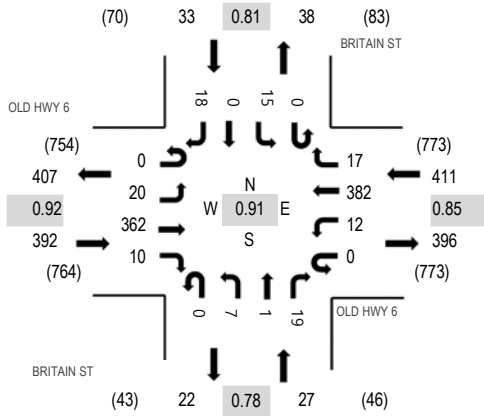 (70) 33 0.81 38 (83)
BRITAIN ST
18 0 15 0
OLD HWY 6
(754) 0 17 (773)
407 20 382 411
N
0.92 W 0.91 E 0.85
S
392 362 12 396
(764) 10 0 (773)
0 7 1 19
OLD HWY 6
BRITAIN ST
(43) 22 0.78 27 (46)